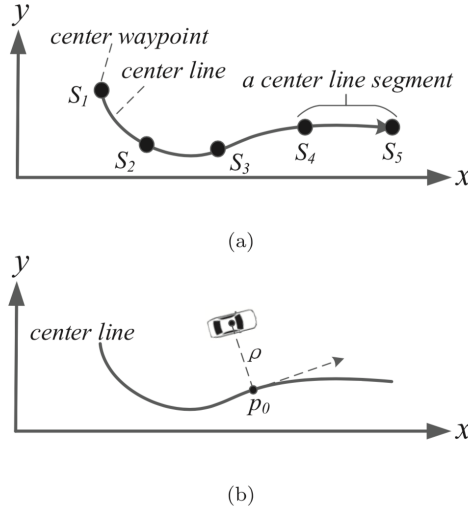 y
center waypoint
center line
a center line segment
S1
S2
S3
S4
S5
x
(a)
y
center line
ρ
p0
x
(b)